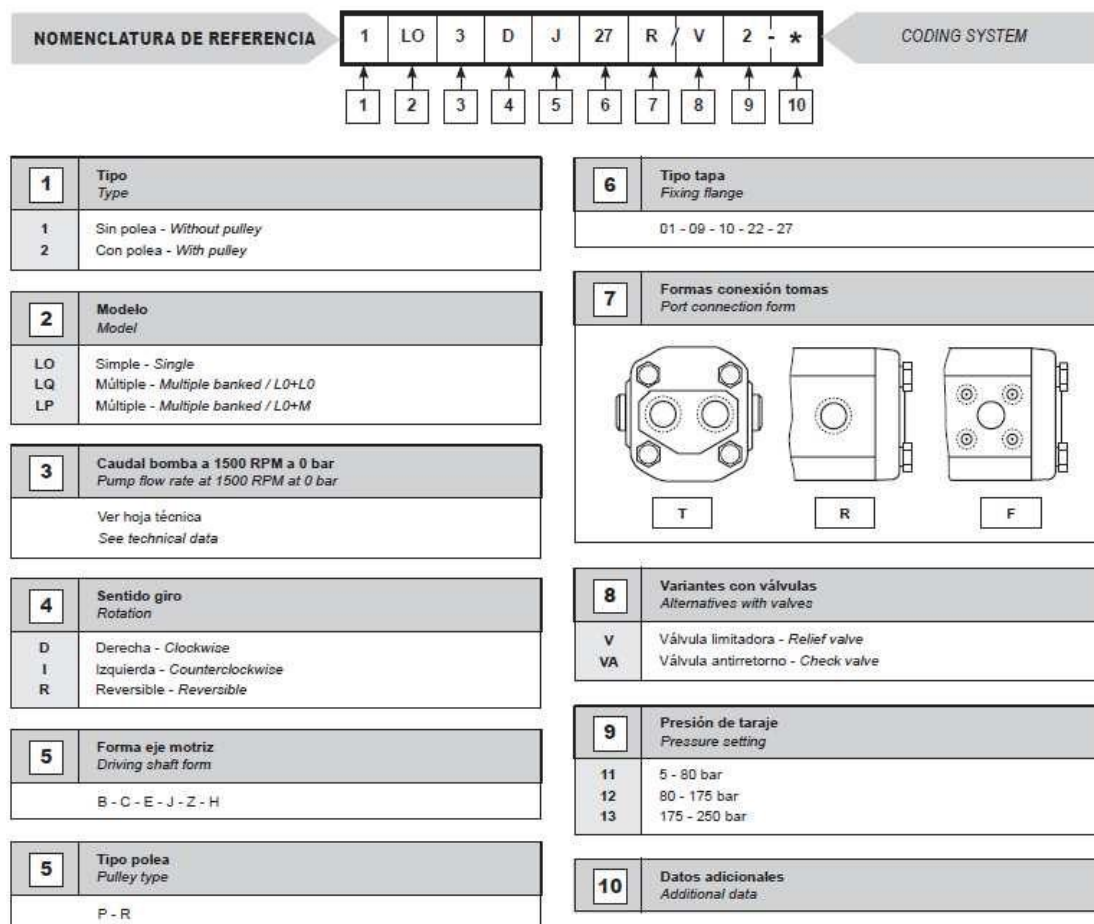 NOMENCLATURA DE REFERENCIA
1 LO 3 D J 27 R / V 2 - *
CODING SYSTEM
1 2 3 4 5 6 7 8 9 10
1 Tipo
Type
1 Sin polea - Without pulley
2 Con polea - With pulley
2 Modelo
Model
LO Simple - Single
LQ Múltiple - Multiple banked / L0+L0
LP Múltiple - Multiple banked / L0+M
3 Caudal bomba a 1500 RPM a 0 bar
Pump flow rate at 1500 RPM at 0 bar
Ver hoja técnica
See technical data
4 Sentido giro
Rotation
D Derecha - Clockwise
I Izquierda - Counterclockwise
R Reversible - Reversible
5 Forma eje motriz
Driving shaft form
B - C - E - J - Z - H
5 Tipo polea
Pulley type
P - R
6 Tipo tapa
Fixing flange
01 - 09 - 10 - 22 - 27
7 Formas conexión tomas
Port connection form
T R F
8 Variantes con válvulas
Alternatives with valves
V Válvula limitadora - Relief valve
VA Válvula antirretorno - Check valve
9 Presión de taraje
Pressure setting
11 5 - 80 bar
12 80 - 175 bar
13 175 - 250 bar
10 Datos adicionales
Additional data